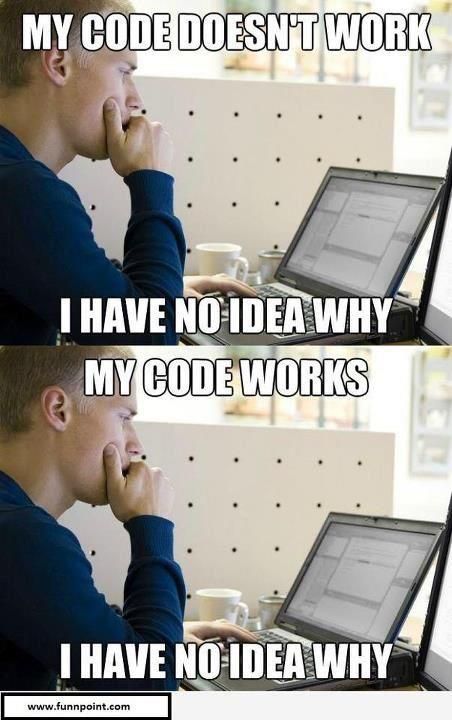 MY CODE DOESN'T WORK
I HAVE NO IDEA WHY
MY CODE WORKS
I HAVE NO IDEA WHY
www.funnpoint.com